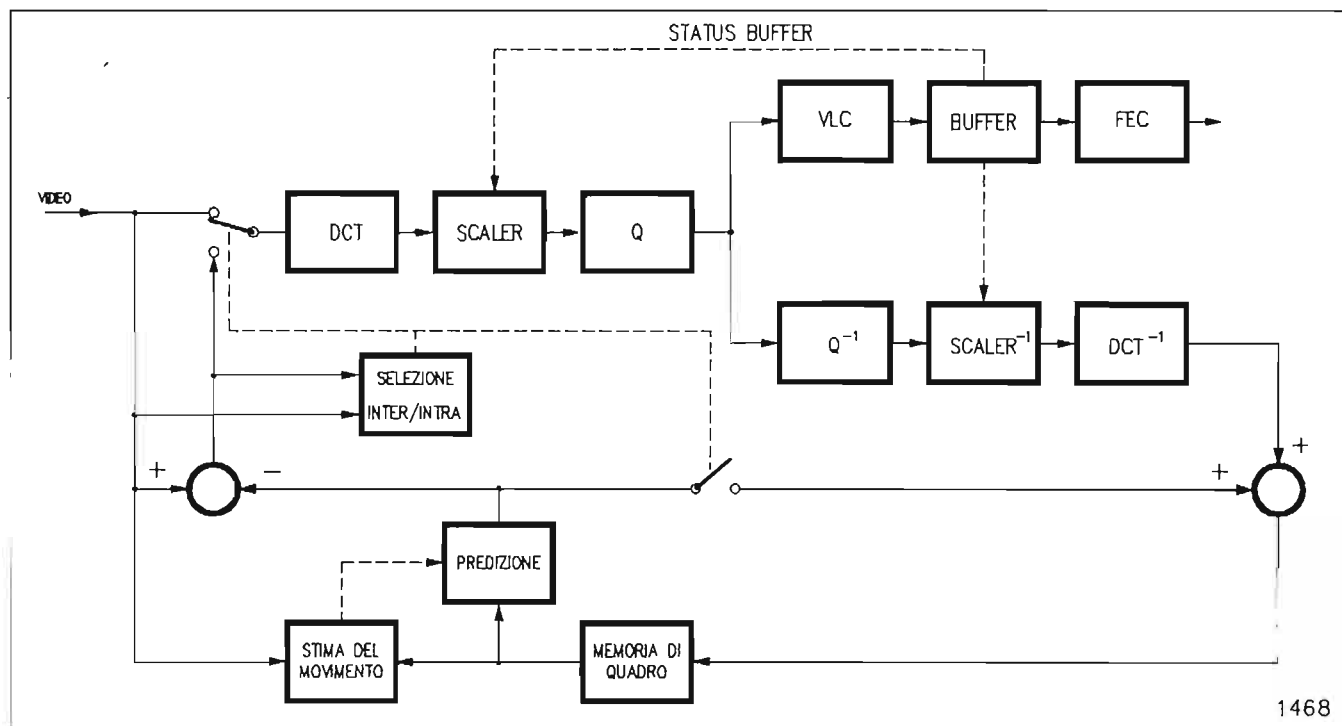 STATUS BUFFER
VLC
BUFFER
FEC
VIDEO
DCT
SCALER
Q
Q⁻¹
SCALER⁻¹
DCT⁻¹
SELEZIONE
INTER/INTRA
+
−
+
+
PREDIZIONE
STIMA DEL
MOVIMENTO
MEMORIA DI
QUADRO
1468